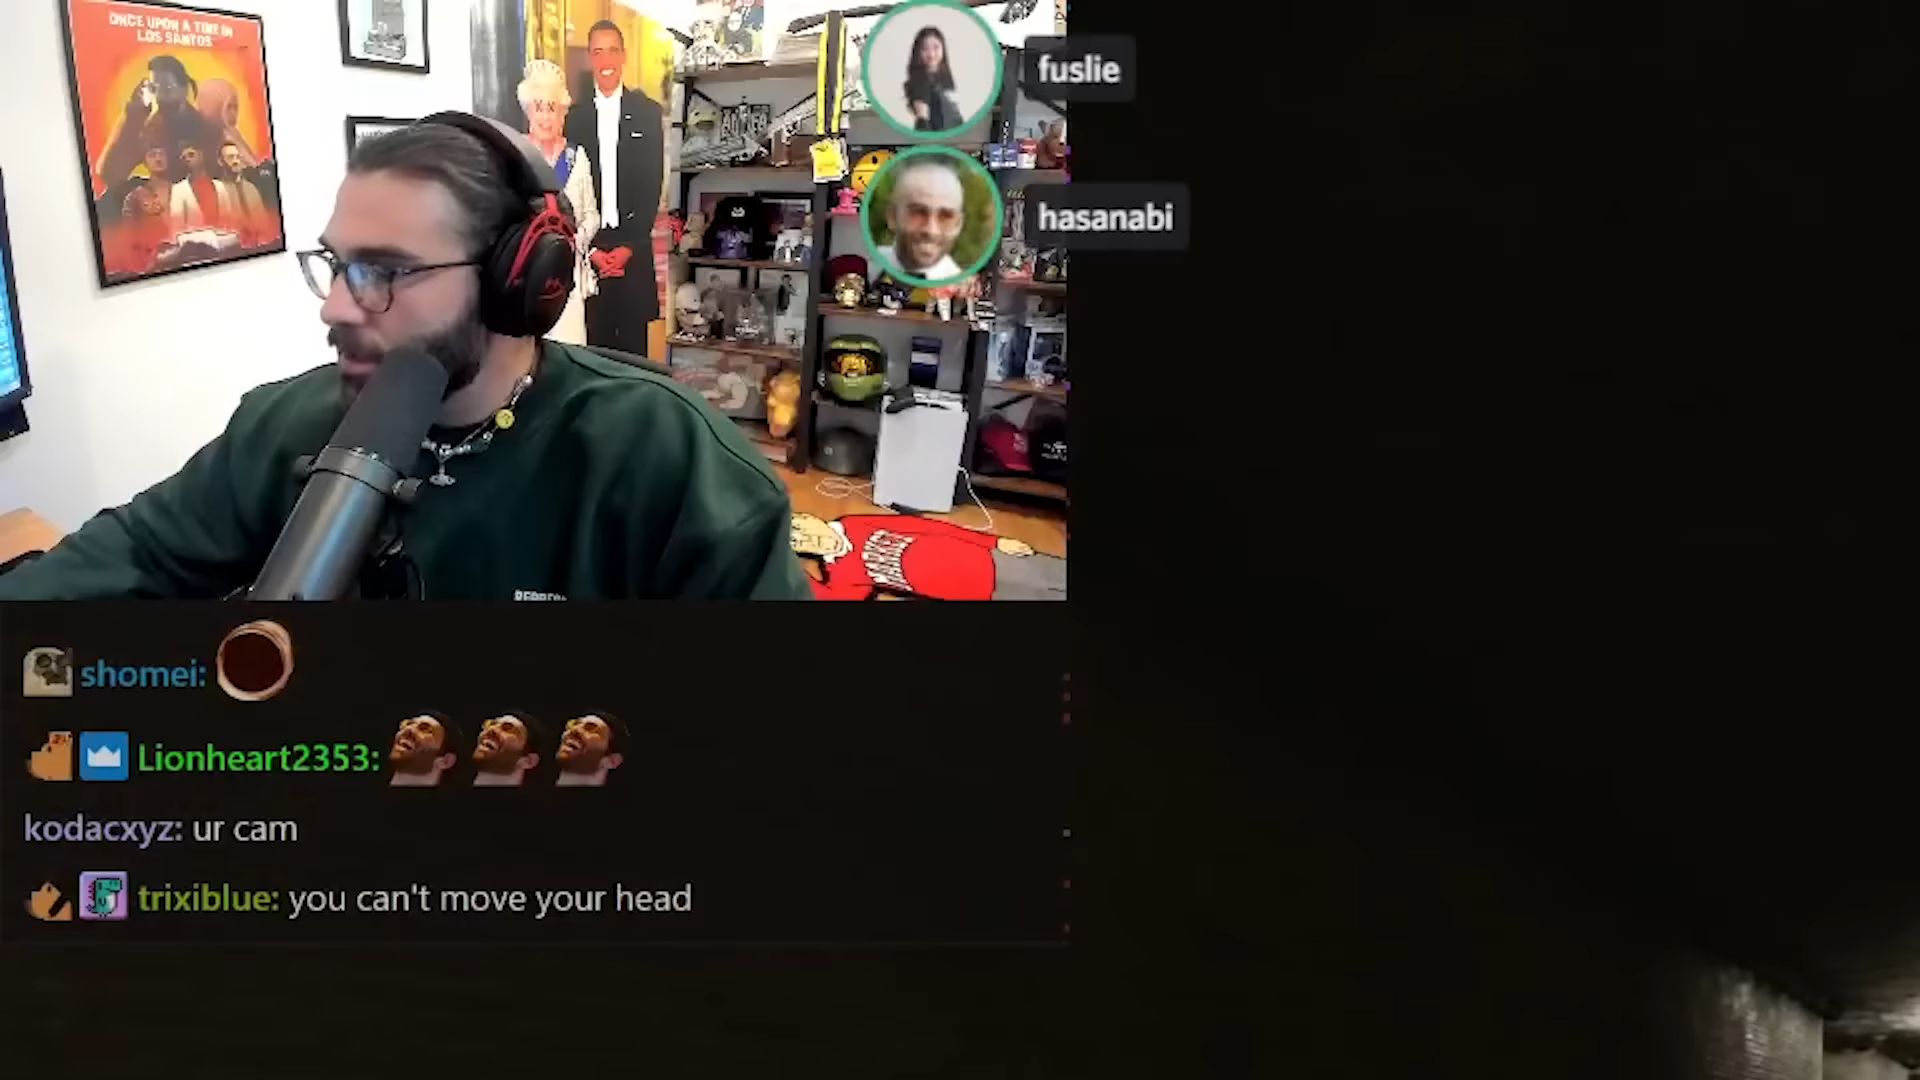 ONCE UPON A TIME IN
LOS SANTOS
fuslie
hasanabi
MARKET
shomei:
Lionheart2353:
kodacxyz: ur cam
trixiblue: you can't move your head